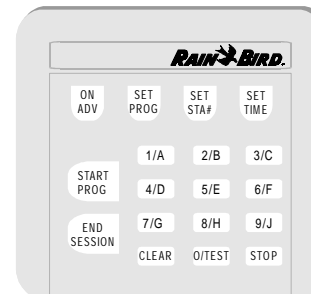 RAIN BIRD.
ON ADV
SET PROG
SET STA#
SET TIME
START PROG
1/A 2/B 3/C
4/D 5/E 6/F
END SESSION
7/G 8/H 9/J
CLEAR 0/TEST STOP